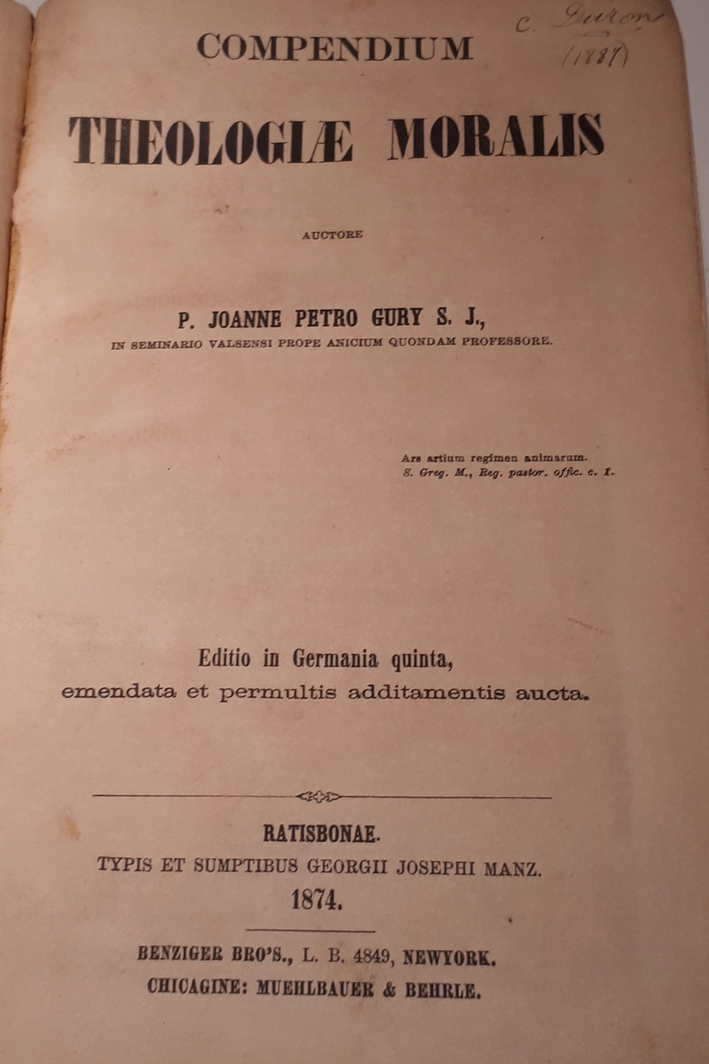 C. Duron
(1887)
COMPENDIUM
THEOLOGIÆ MORALIS
AUCTORE
P. JOANNE PETRO GURY S. J.,
IN SEMINARIO VALSENSI PROPE ANICIUM QUONDAM PROFESSORE.
Ars artium regimen animarum.
S. Greg. M., Reg. pastor. offic. c. 1.
Editio in Germania quinta,
emendata et permultis additamentis aucta.
RATISBONAE.
TYPIS ET SUMPTIBUS GEORGII JOSEPHI MANZ.
1874.
BENZIGER BRO'S., L. B. 4849, NEWYORK.
CHICAGINE: MUEHLBAUER & BEHRLE.